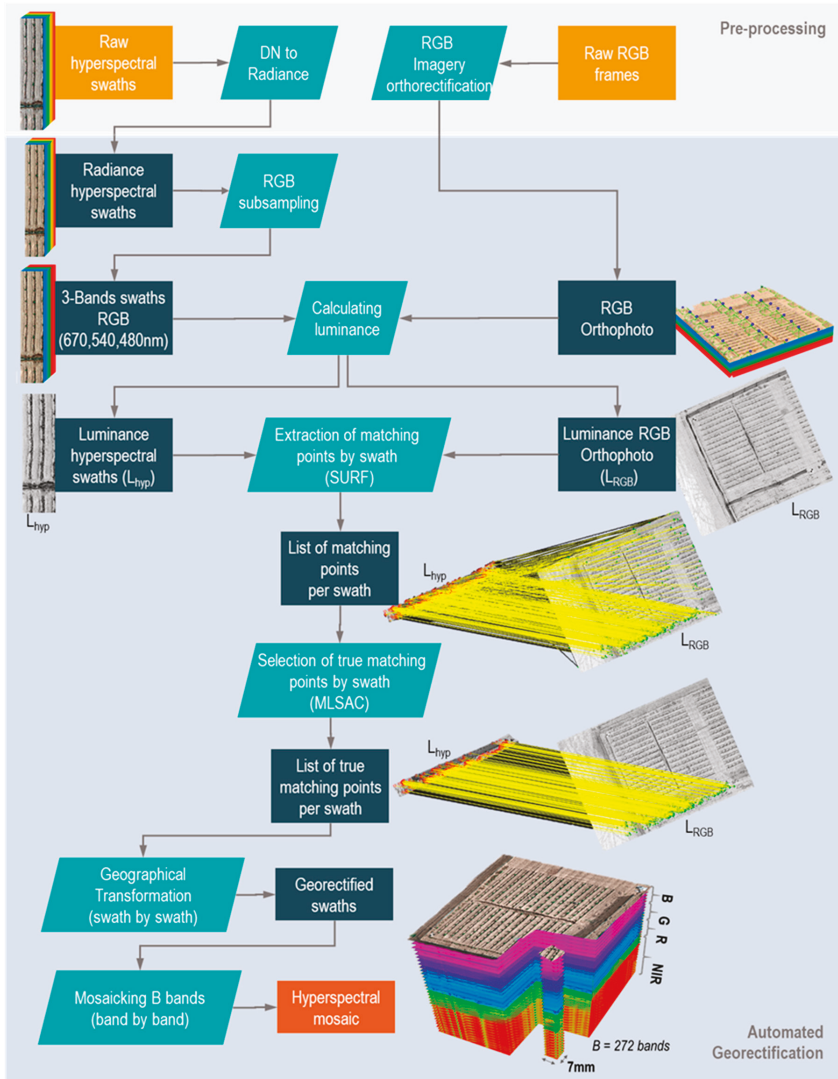 Pre-processing
Raw
hyperspectral
swaths
DN to
Radiance
RGB
Imagery
orthorectification
Raw RGB
frames
Radiance
hyperspectral
swaths
RGB
subsampling
3-Bands swaths
RGB
(670,540,480nm)
Calculating
luminance
RGB
Orthophoto
Luminance
hyperspectral
swaths (Lhyp)
Extraction of matching
points by swath
(SURF)
Luminance RGB
Orthophoto
(LRGB)
Lhyp
LRGB
List of matching
points
per swath
Lhyp
LRGB
Selection of true matching
points by swath
(MLSAC)
List of true
matching points
per swath
Lhyp
LRGB
Geographical
Transformation
(swath by swath)
Georectified
swaths
B
G
R
NIR
Mosaicking B bands
(band by band)
Hyperspectral
mosaic
B = 272 bands
7mm
Automated
Georectification